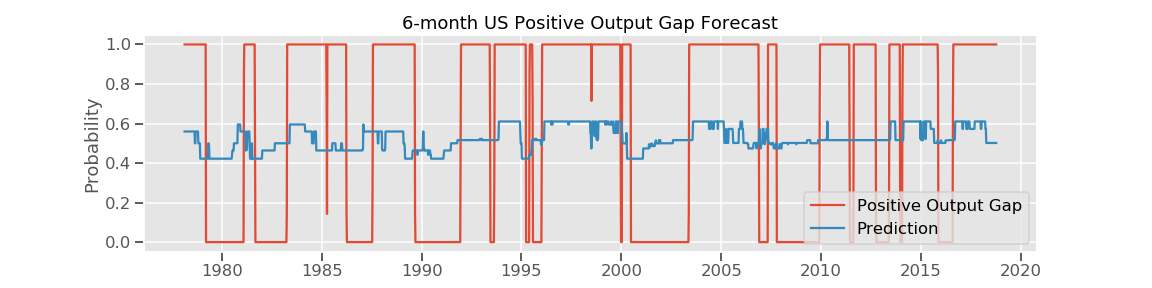 6-month US Positive Output Gap Forecast
1.0
0.8
0.6
0.4
0.2
0.0
Probability
Positive Output Gap
Prediction
1980 1985 1990 1995 2000 2005 2010 2015 2020